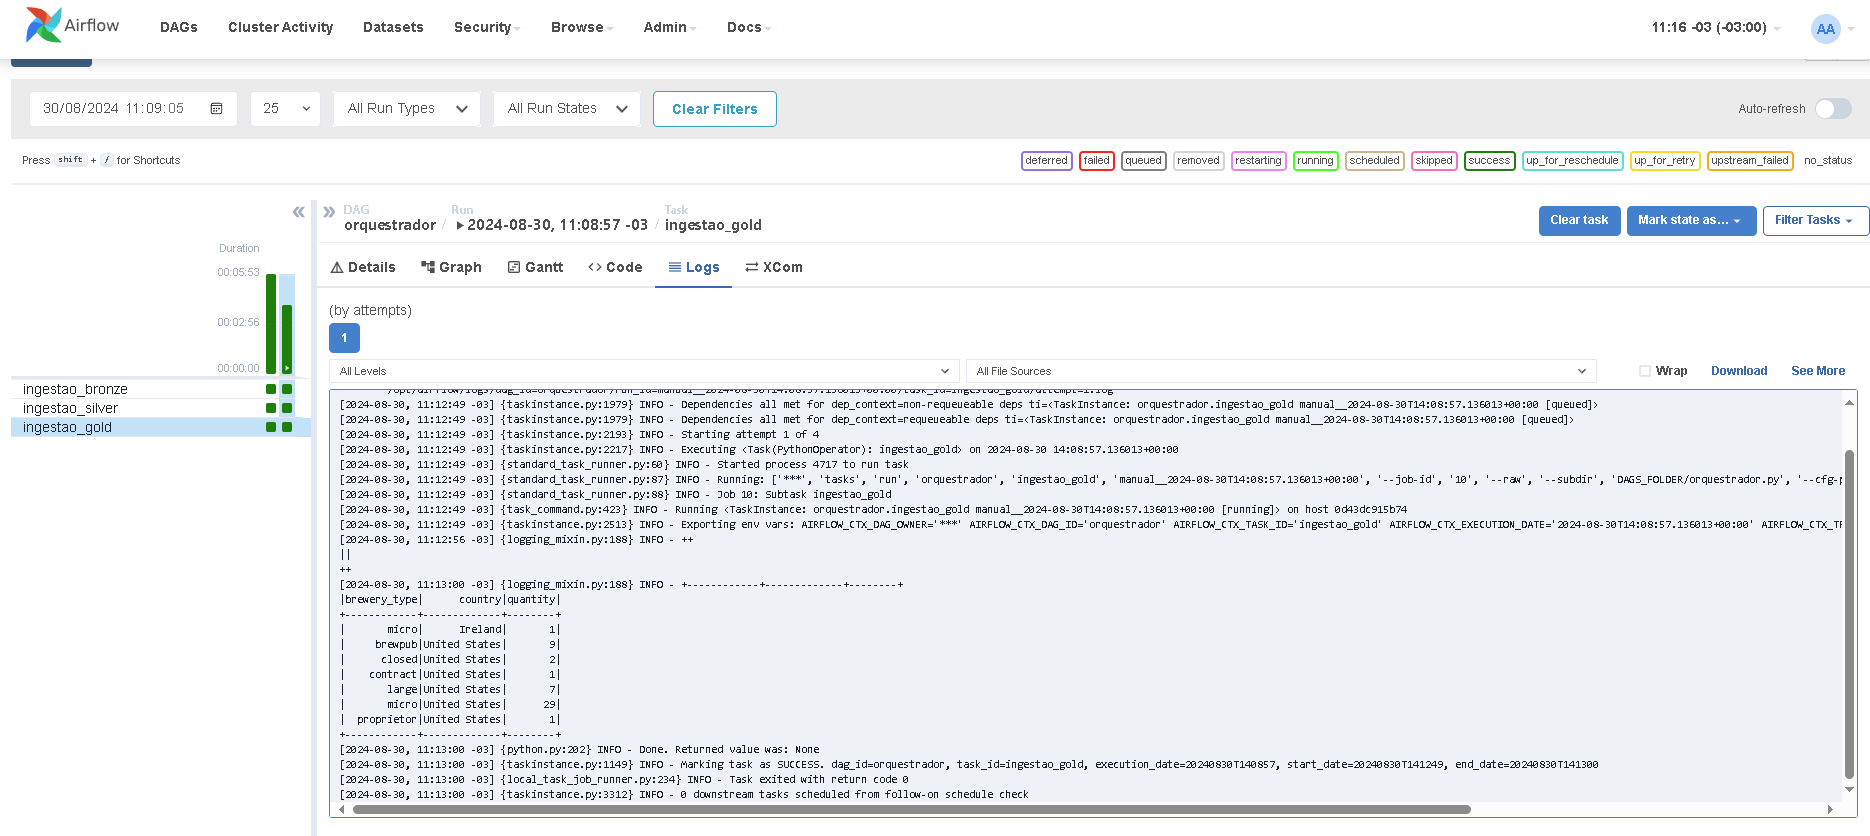 Airflow DAGs Cluster Activity Datasets Security Browse Admin Docs 11:16 -03 (-03:00) AA
30/08/2024 11:09:05 25 All Run Types All Run States Clear Filters Auto-refresh
Press shift + / for Shortcuts deferred failed queued removed restarting running scheduled skipped success up_for_reschedule up_for_retry upstream_failed no_status
DAG Run Task
orquestrador / 2024-08-30, 11:08:57 -03 / ingestao_gold
Clear task Mark state as... Filter Tasks
Duration
00:05:53
00:02:56
00:00:00
ingestao_bronze
ingestao_silver
ingestao_gold
Details Graph Gantt Code Logs XCom
(by attempts)
1
All Levels All File Sources Wrap Download See More
[2024-08-30, 11:12:49 -03] {taskinstance.py:1979} INFO - Dependencies all met for dep_context=non-requeueable deps ti=<TaskInstance: orquestrador.ingestao_gold manual__2024-08-30T14:08:57.136013+00:00 [queued]>
[2024-08-30, 11:12:49 -03] {taskinstance.py:1979} INFO - Dependencies all met for dep_context=requeueable deps ti=<TaskInstance: orquestrador.ingestao_gold manual__2024-08-30T14:08:57.136013+00:00 [queued]>
[2024-08-30, 11:12:49 -03] {taskinstance.py:2193} INFO - Starting attempt 1 of 4
[2024-08-30, 11:12:49 -03] {taskinstance.py:2217} INFO - Executing <Task(PythonOperator): ingestao_gold> on 2024-08-30 14:08:57.136013+00:00
[2024-08-30, 11:12:49 -03] {standard_task_runner.py:60} INFO - Started process 4717 to run task
[2024-08-30, 11:12:49 -03] {standard_task_runner.py:87} INFO - Running: ['***', 'tasks', 'run', 'orquestrador', 'ingestao_gold', 'manual__2024-08-30T14:08:57.136013+00:00', '--job-id', '10', '--raw', '--subdir', 'DAGS_FOLDER/orquestrador.py', '--cfg-p
[2024-08-30, 11:12:49 -03] {standard_task_runner.py:88} INFO - Job 10: Subtask ingestao_gold
[2024-08-30, 11:12:49 -03] {task_command.py:423} INFO - Running <TaskInstance: orquestrador.ingestao_gold manual__2024-08-30T14:08:57.136013+00:00 [running]> on host 0d43dc915b74
[2024-08-30, 11:12:49 -03] {taskinstance.py:2513} INFO - Exporting env vars: AIRFLOW_CTX_DAG_OWNER='***' AIRFLOW_CTX_DAG_ID='orquestrador' AIRFLOW_CTX_TASK_ID='ingestao_gold' AIRFLOW_CTX_EXECUTION_DATE='2024-08-30T14:08:57.136013+00:00' AIRFLOW_CTX_TR
[2024-08-30, 11:12:56 -03] {logging_mixin.py:188} INFO - ++
||
++
[2024-08-30, 11:13:00 -03] {logging_mixin.py:188} INFO - +------------+-------------+--------+
|brewery_type|      country|quantity|
+------------+-------------+--------+
|       micro|      Ireland|       1|
|     brewpub|United States|       9|
|      closed|United States|       2|
|    contract|United States|       1|
|       large|United States|       7|
|       micro|United States|      29|
|  proprietor|United States|       1|
+------------+-------------+--------+
[2024-08-30, 11:13:00 -03] {python.py:202} INFO - Done. Returned value was: None
[2024-08-30, 11:13:00 -03] {taskinstance.py:1149} INFO - Marking task as SUCCESS. dag_id=orquestrador, task_id=ingestao_gold, execution_date=20240830T140857, start_date=20240830T141249, end_date=20240830T141300
[2024-08-30, 11:13:00 -03] {local_task_job_runner.py:234} INFO - Task exited with return code 0
[2024-08-30, 11:13:00 -03] {taskinstance.py:3312} INFO - 0 downstream tasks scheduled from follow-on schedule check